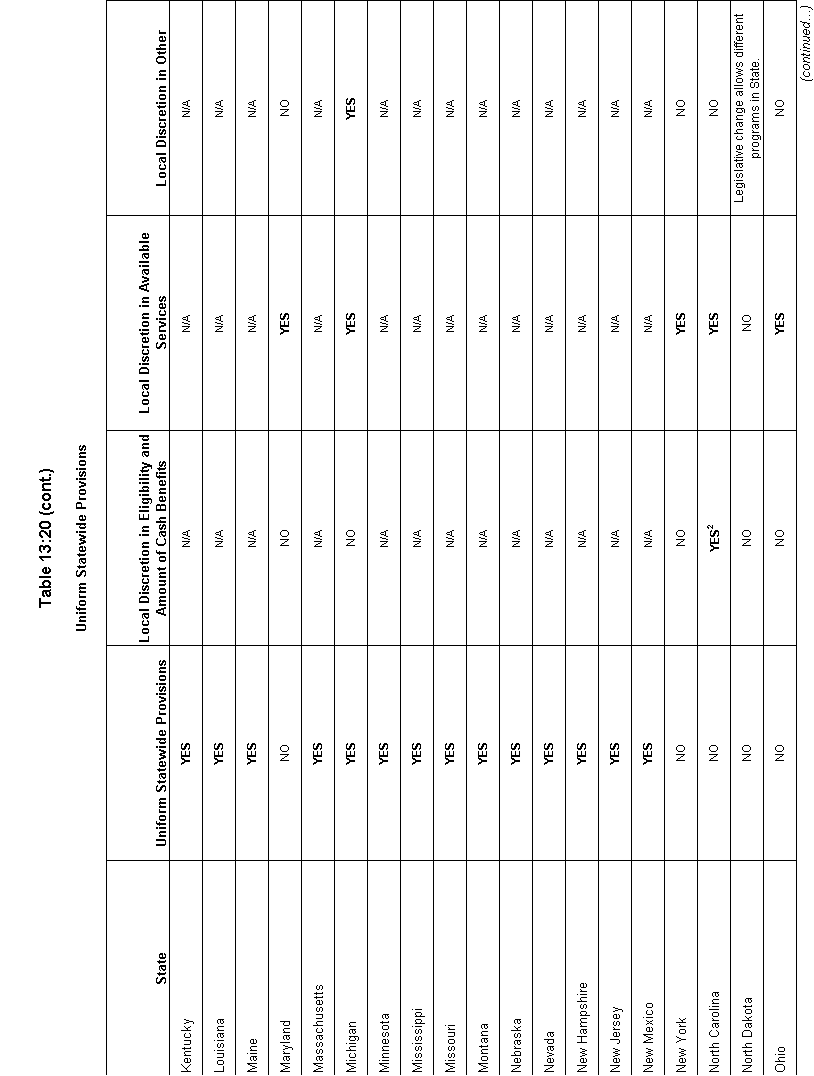 Table 13:20 (cont.)
Uniform Statewide Provisions
State Uniform Statewide Provisions Local Discretion in Eligibility and Amount of Cash Benefits Local Discretion in Available Services Local Discretion in Other
Kentucky YES N/A N/A N/A
Louisiana YES N/A N/A N/A
Maine YES N/A N/A N/A
Maryland NO NO YES NO
Massachusetts YES N/A N/A N/A
Michigan YES NO YES YES
Minnesota YES N/A N/A N/A
Mississippi YES N/A N/A N/A
Missouri YES N/A N/A N/A
Montana YES N/A N/A N/A
Nebraska YES N/A N/A N/A
Nevada YES N/A N/A N/A
New Hampshire YES N/A N/A N/A
New Jersey YES N/A N/A N/A
New Mexico YES N/A N/A N/A
New York NO NO YES NO
North Carolina NO YES² YES NO
North Dakota NO NO NO Legislative change allows different programs in State.
Ohio NO NO YES NO
(continued...)